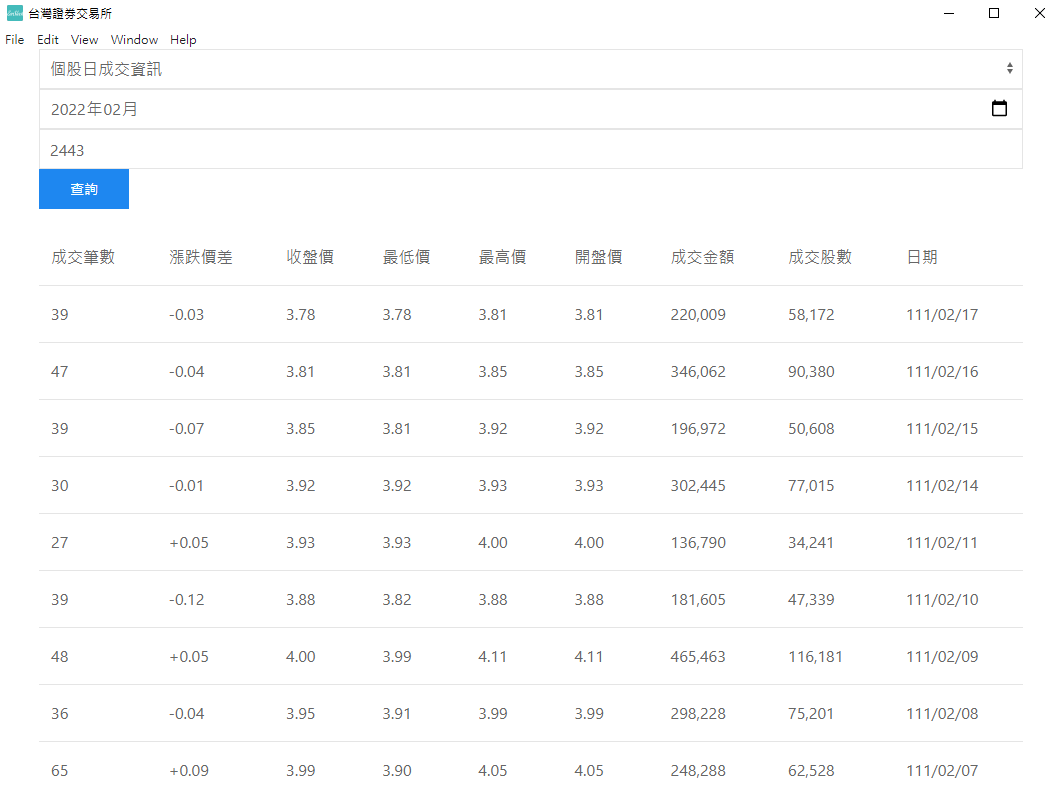 台灣證券交易所
File Edit View Window Help
個股日成交資訊
2022年02月
2443
查詢
成交筆數 漲跌價差 收盤價 最低價 最高價 開盤價 成交金額 成交股數 日期
39 -0.03 3.78 3.78 3.81 3.81 220,009 58,172 111/02/17
47 -0.04 3.81 3.81 3.85 3.85 346,062 90,380 111/02/16
39 -0.07 3.85 3.81 3.92 3.92 196,972 50,608 111/02/15
30 -0.01 3.92 3.92 3.93 3.93 302,445 77,015 111/02/14
27 +0.05 3.93 3.93 4.00 4.00 136,790 34,241 111/02/11
39 -0.12 3.88 3.82 3.88 3.88 181,605 47,339 111/02/10
48 +0.05 4.00 3.99 4.11 4.11 465,463 116,181 111/02/09
36 -0.04 3.95 3.91 3.99 3.99 298,228 75,201 111/02/08
65 +0.09 3.99 3.90 4.05 4.05 248,288 62,528 111/02/07